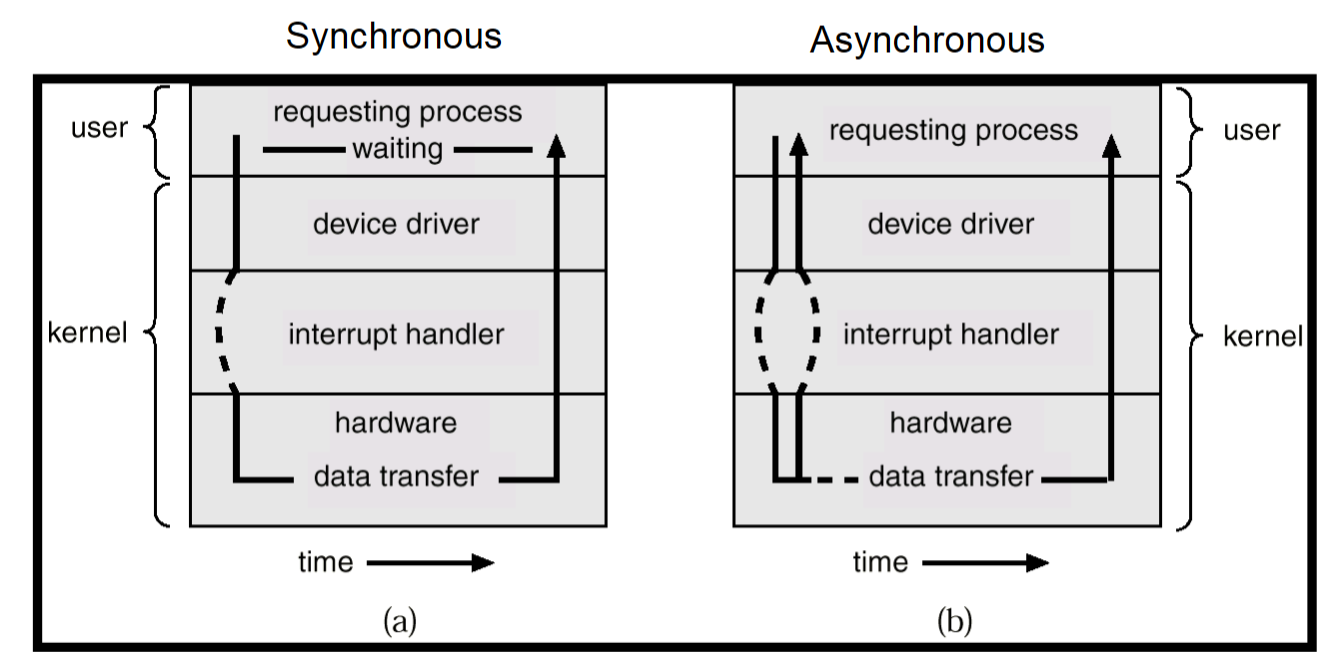 Synchronous
requesting process
user
waiting
device driver
kernel
interrupt handler
hardware
data transfer
time
(a)
Asynchronous
requesting process
user
device driver
interrupt handler
kernel
hardware
data transfer
time
(b)